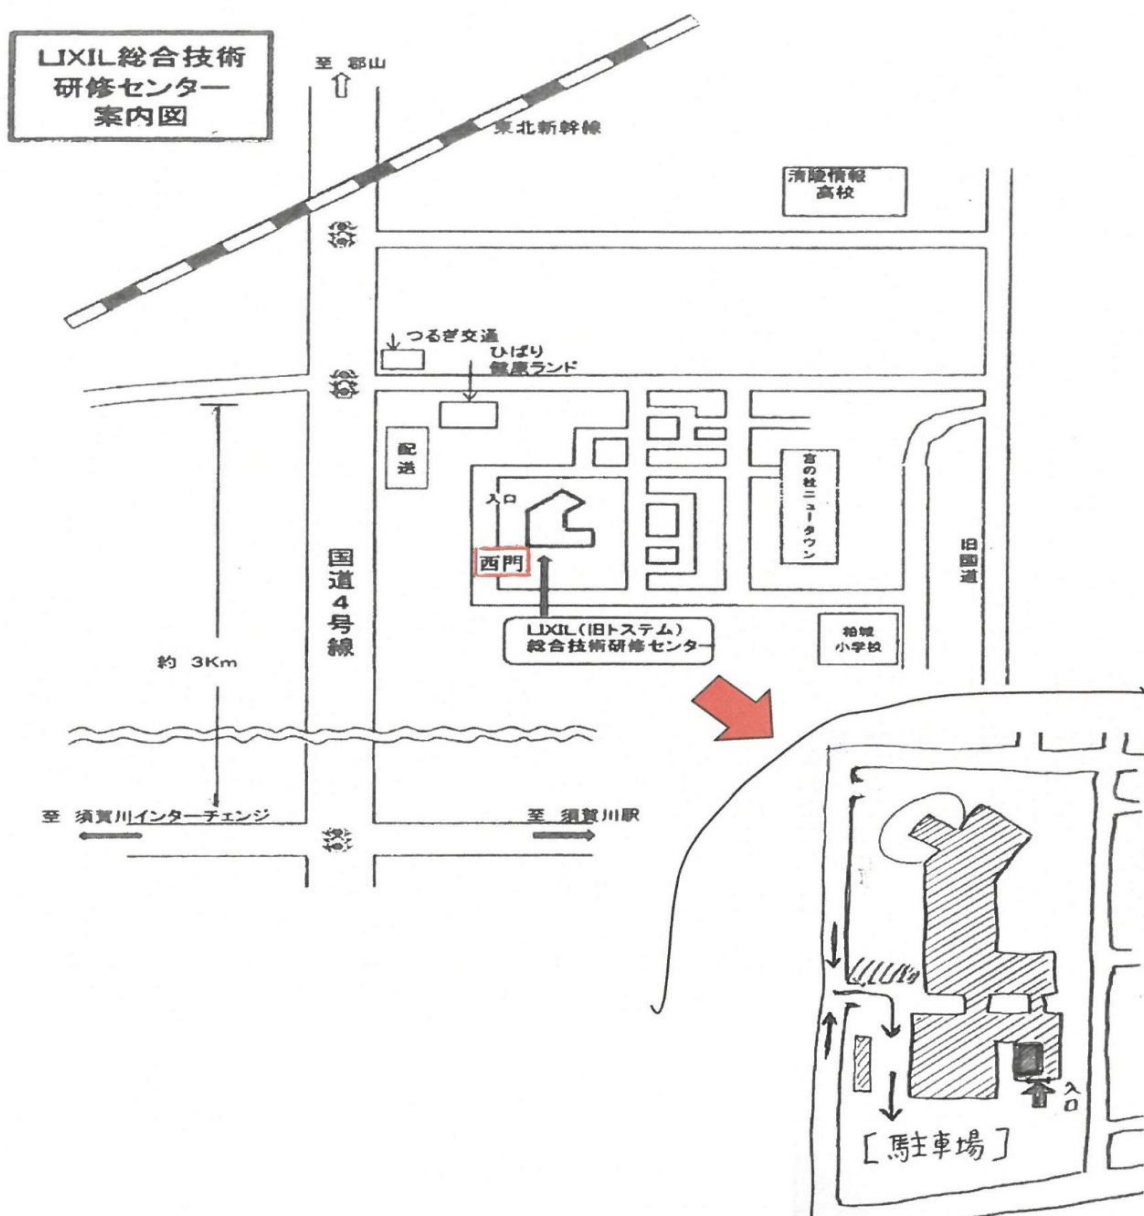 LIXIL総合技術
研修センター
案内図
至 郡山
東北新幹線
清陵情報
高校
つるぎ交通
ひばり
健康ランド
配送
入口
西門
宮の杜ニュータウン
旧国道
国道4号線
LIXIL(旧トステム)
総合技術研修センター
柏城
小学校
約 3Km
至 須賀川インターチェンジ
至 須賀川駅
入口
[駐車場]